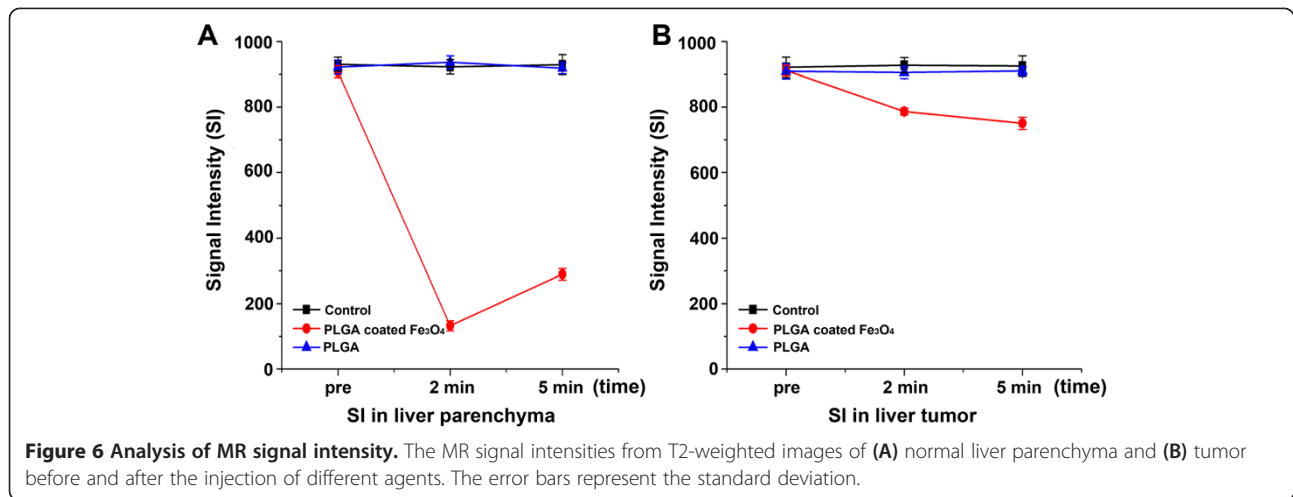 A
1000
800
600
400
200
0
Signal Intensity (SI)
Control
PLGA coated Fe₃O₄
PLGA
pre 2 min 5 min (time)
SI in liver parenchyma
B
1000
800
600
400
200
0
Signal Intensity (SI)
Control
PLGA coated Fe₃O₄
PLGA
pre 2 min 5 min (time)
SI in liver tumor
Figure 6 Analysis of MR signal intensity. The MR signal intensities from T2-weighted images of (A) normal liver parenchyma and (B) tumor
before and after the injection of different agents. The error bars represent the standard deviation.